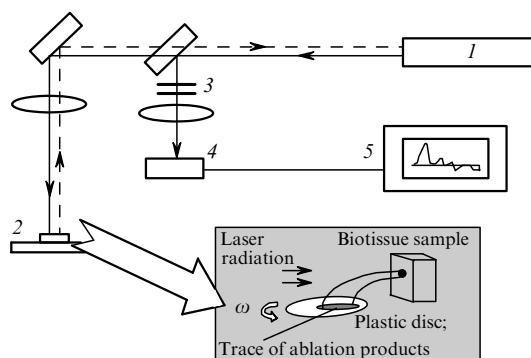 1
3
4
5
2
Laser
radiation
Biotissue sample
ω
Plastic disc;
Trace of ablation products